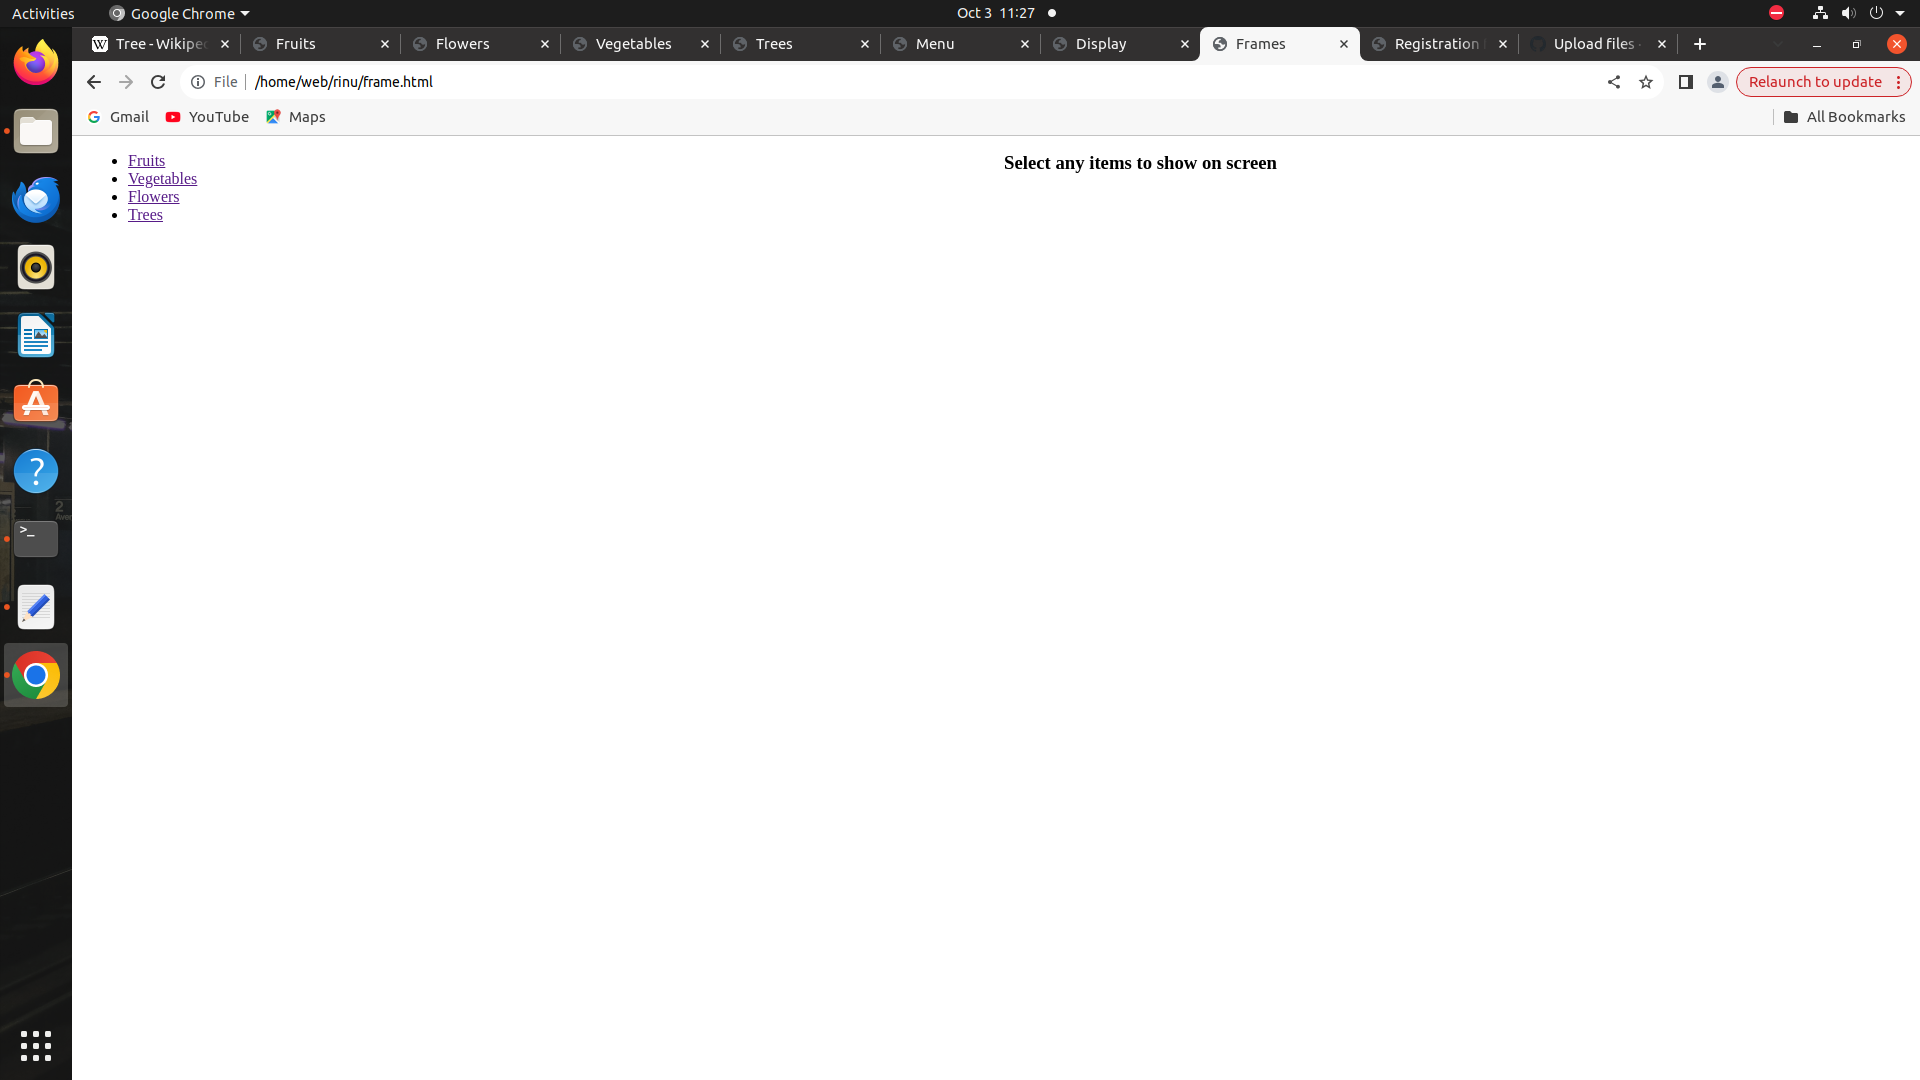 Activities
Google Chrome
Oct 3 11:27
Tree - Wikipe
Fruits
Flowers
Vegetables
Trees
Menu
Display
Frames
Registration
Upload files
File
/home/web/rinu/frame.html
Relaunch to update
Gmail
YouTube
Maps
All Bookmarks
Fruits
Vegetables
Flowers
Trees
Select any items to show on screen